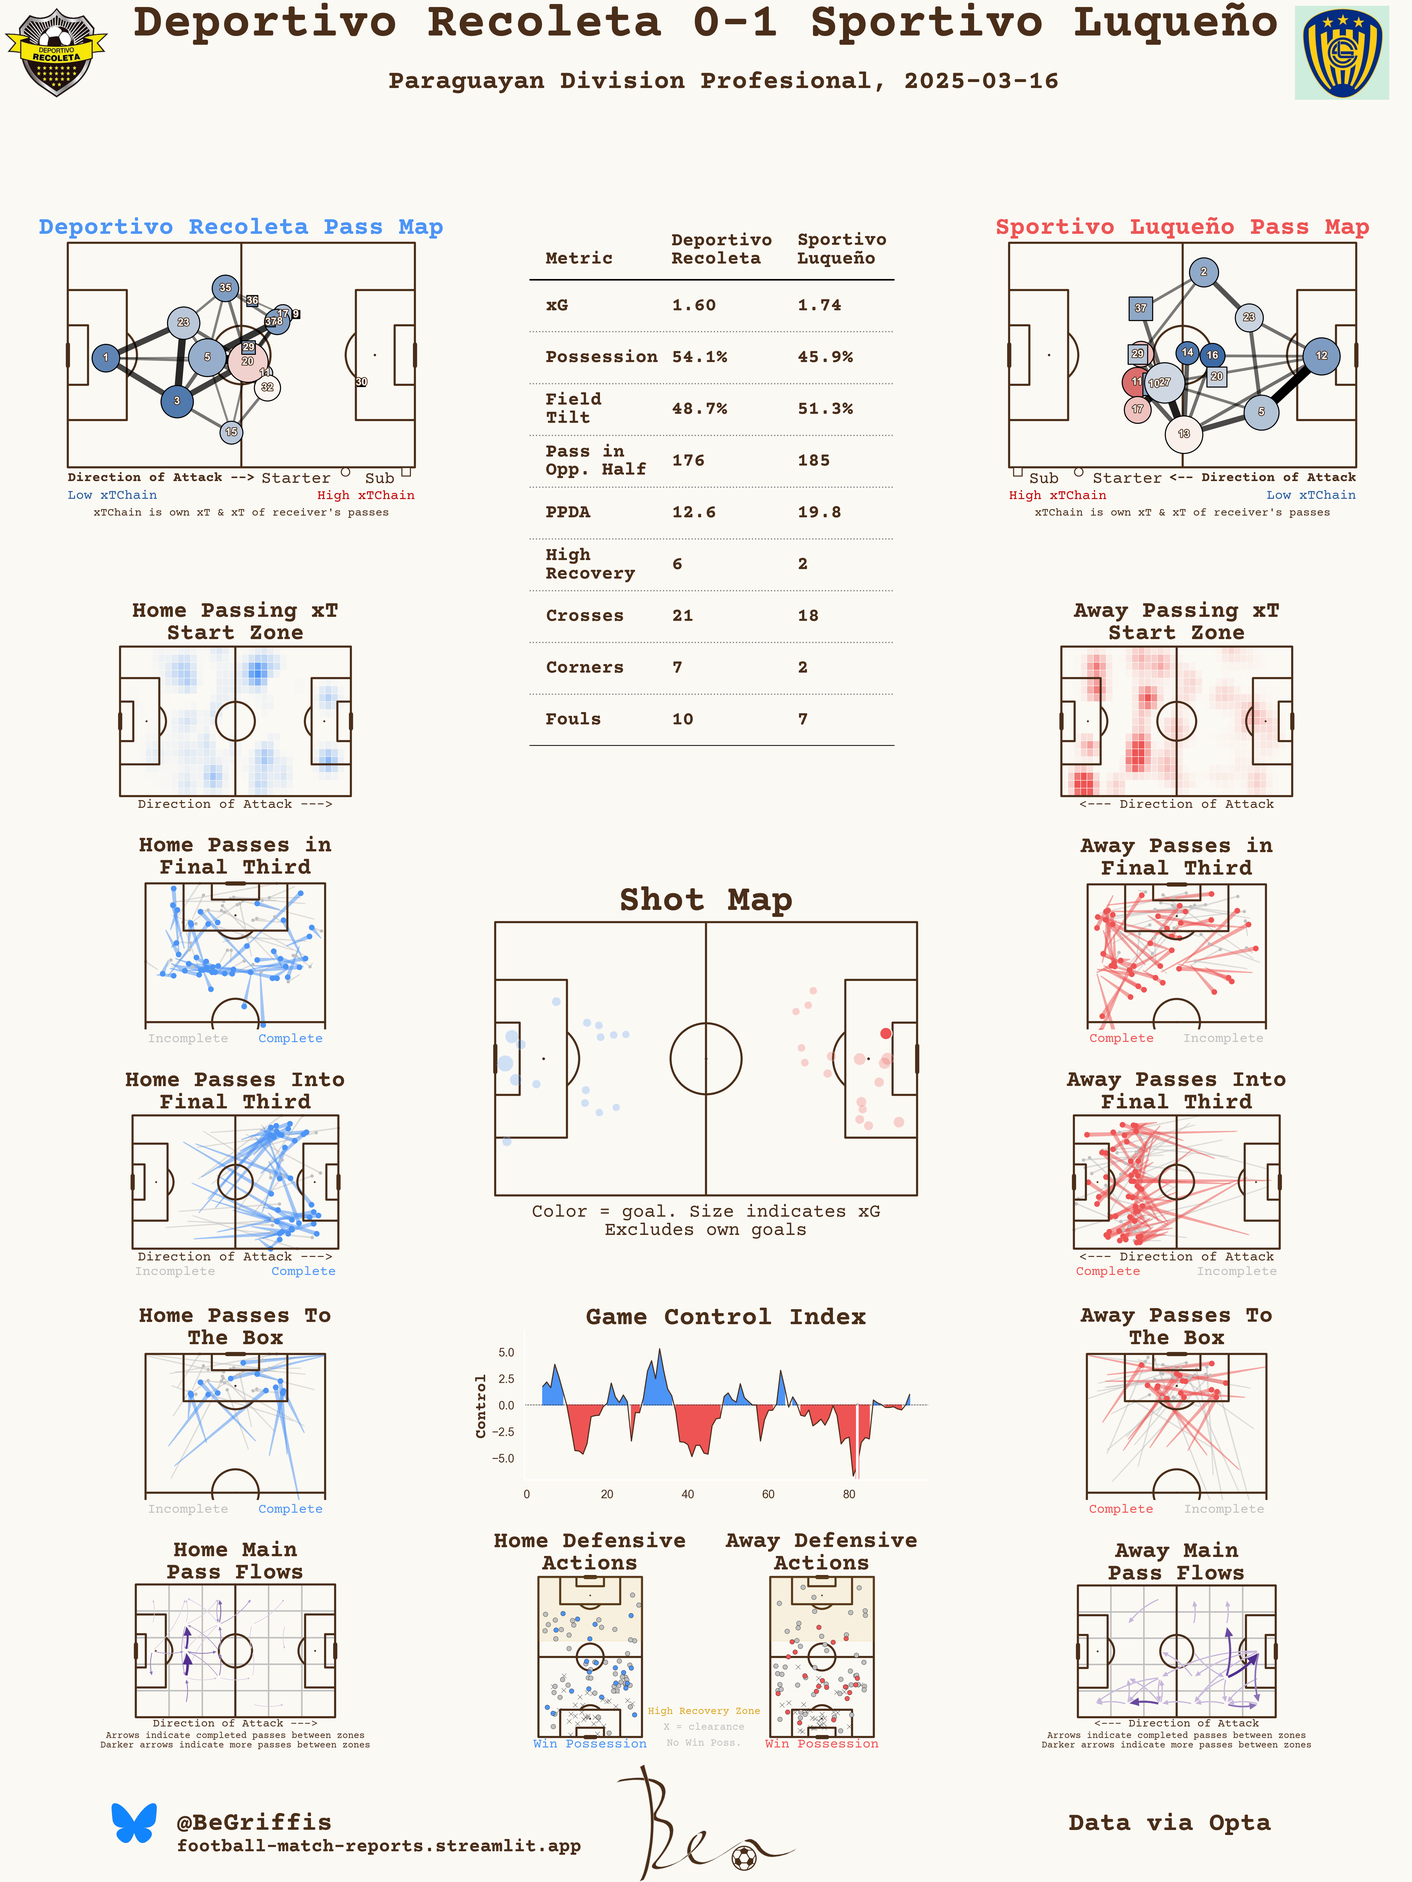 Deportivo Recoleta 0-1 Sportivo Luqueño
Paraguayan Division Profesional, 2025-03-16
DEPORTIVO
RECOLETA
Deportivo Recoleta Pass Map
35
36
17
9
37
8
23
29
1
5
20
11
32
30
3
15
Direction of Attack --> Starter Sub
Low xTChain High xTChain
xTChain is own xT & xT of receiver's passes
Metric Deportivo Recoleta Sportivo Luqueño
xG 1.60 1.74
Possession 54.1% 45.9%
Field Tilt 48.7% 51.3%
Pass in Opp. Half 176 185
PPDA 12.6 19.8
High Recovery 6 2
Crosses 21 18
Corners 7 2
Fouls 10 7
Sportivo Luqueño Pass Map
2
37
23
29
14
16
12
11
10
27
20
17
5
13
Sub Starter <-- Direction of Attack
High xTChain Low xTChain
xTChain is own xT & xT of receiver's passes
Home Passing xT
Start Zone
Direction of Attack --->
Away Passing xT
Start Zone
<--- Direction of Attack
Home Passes in
Final Third
Incomplete Complete
Away Passes in
Final Third
Complete Incomplete
Shot Map
Color = goal. Size indicates xG
Excludes own goals
Home Passes Into
Final Third
Direction of Attack --->
Incomplete Complete
Away Passes Into
Final Third
<--- Direction of Attack
Complete Incomplete
Home Passes To
The Box
Incomplete Complete
Game Control Index
Control
5.0
2.5
0.0
−2.5
−5.0
0 20 40 60 80
Away Passes To
The Box
Complete Incomplete
Home Main
Pass Flows
Direction of Attack --->
Arrows indicate completed passes between zones
Darker arrows indicate more passes between zones
Home Defensive
Actions
Win Possession
Away Defensive
Actions
Win Possession
High Recovery Zone
X = clearance
No Win Poss.
Away Main
Pass Flows
<--- Direction of Attack
Arrows indicate completed passes between zones
Darker arrows indicate more passes between zones
@BeGriffis
football-match-reports.streamlit.app
Ben
Data via Opta